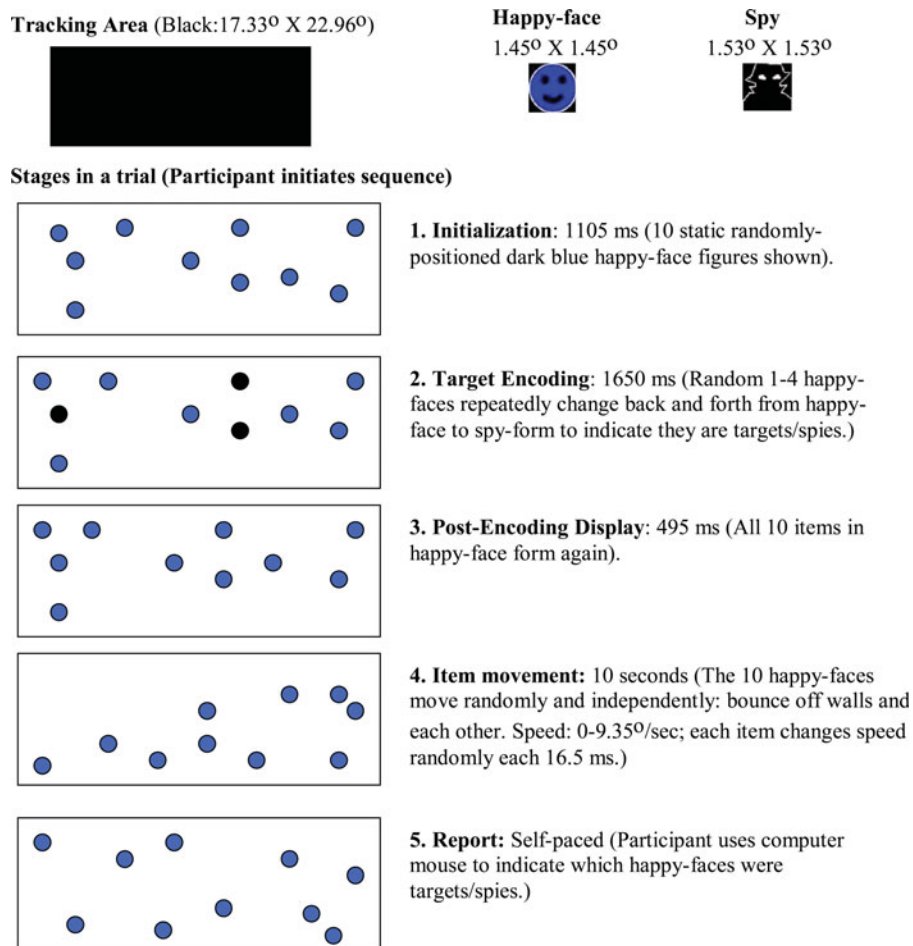 Tracking Area (Black:17.33º X 22.96º)
Happy-face
1.45º X 1.45º
Spy
1.53º X 1.53º
Stages in a trial (Participant initiates sequence)
1. Initialization: 1105 ms (10 static randomly-
positioned dark blue happy-face figures shown).
2. Target Encoding: 1650 ms (Random 1-4 happy-
faces repeatedly change back and forth from happy-
face to spy-form to indicate they are targets/spies.)
3. Post-Encoding Display: 495 ms (All 10 items in
happy-face form again).
4. Item movement: 10 seconds (The 10 happy-faces
move randomly and independently: bounce off walls and
each other. Speed: 0-9.35º/sec; each item changes speed
randomly each 16.5 ms.)
5. Report: Self-paced (Participant uses computer
mouse to indicate which happy-faces were
targets/spies.)